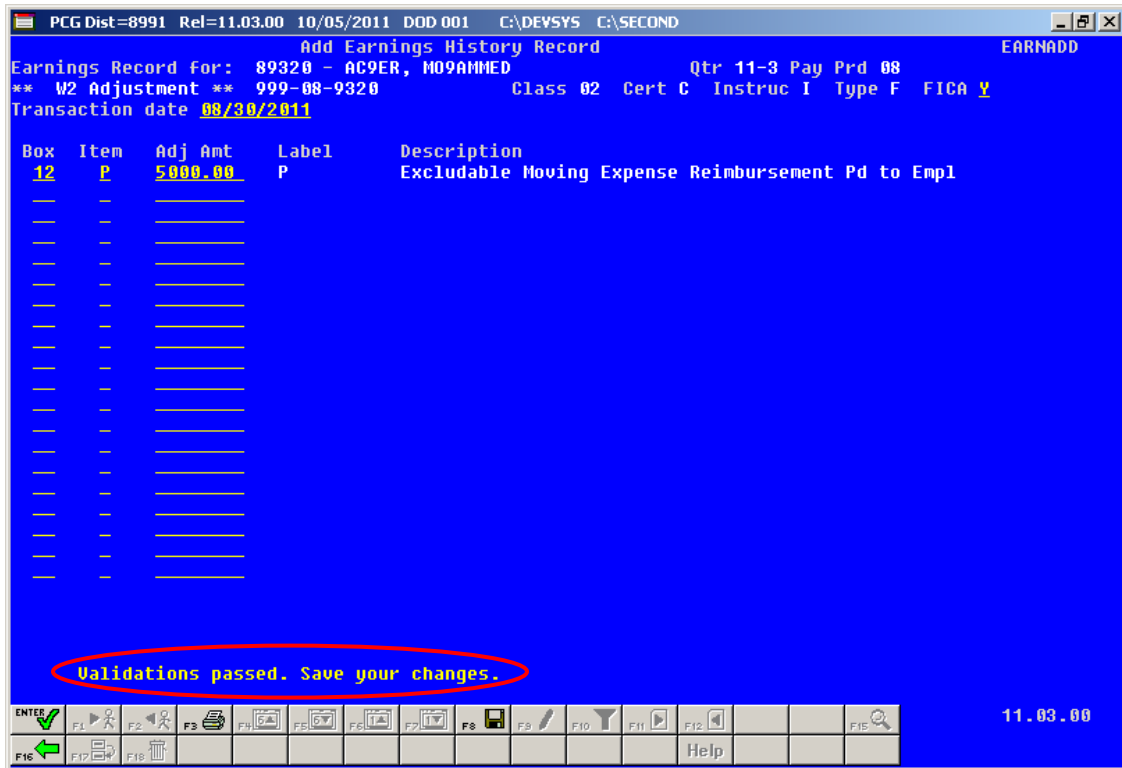 PCG Dist=8991 Rel=11.03.00 10/05/2011 DOD 001 C:\DEVSYS C:\SECOND
Add Earnings History Record EARNADD
Earnings Record for: 89320 - AC9ER, MO9AMMED Qtr 11-3 Pay Prd 08
** W2 Adjustment ** 999-08-9320 Class 02 Cert C Instruc I Type F FICA Y
Transaction date 08/30/2011
Box Item Adj Amt Label Description
12 P 5000.00 P Excludable Moving Expense Reimbursement Pd to Empl
Validations passed. Save your changes.
ENTER F1 F2 F3 F4 F5 F6 F7 F8 F9 F10 F11 F12 F15 11.03.00
F16 F17 F18 Help